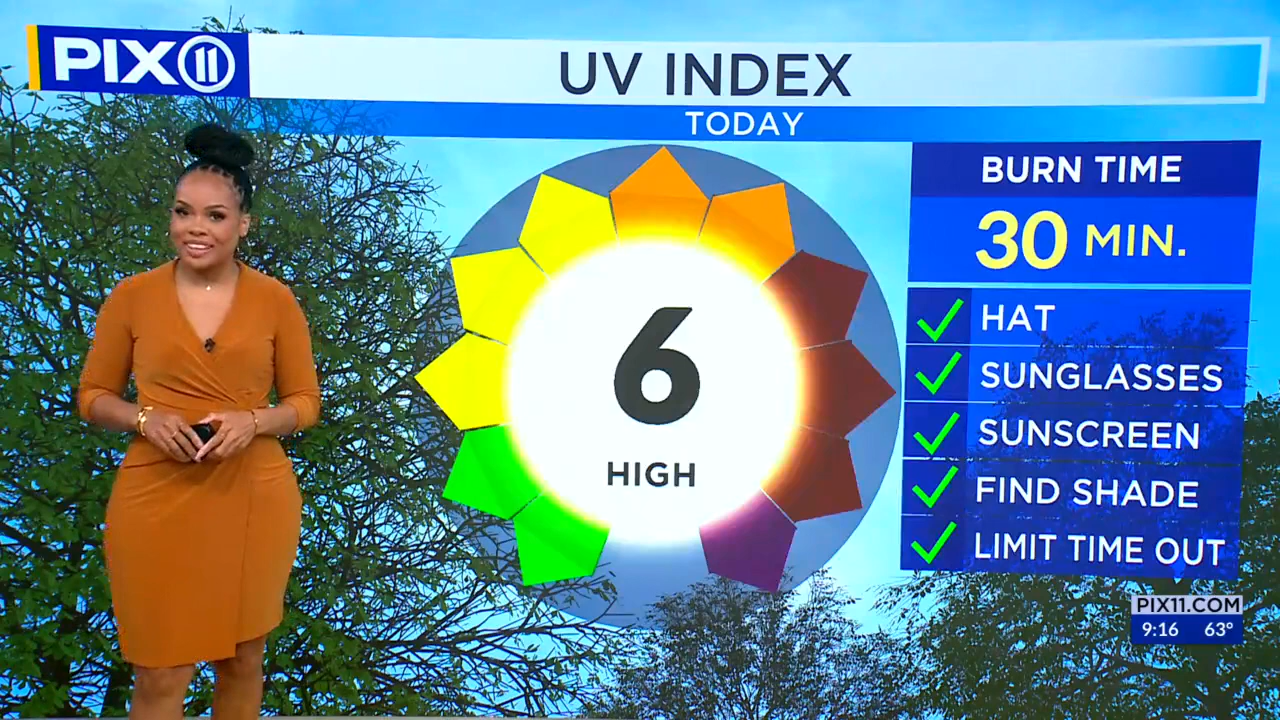 PIX11
UV INDEX
TODAY
BURN TIME
30 MIN.
6
HIGH
HAT
SUNGLASSES
SUNSCREEN
FIND SHADE
LIMIT TIME OUT
PIX11.COM
9:16 63°